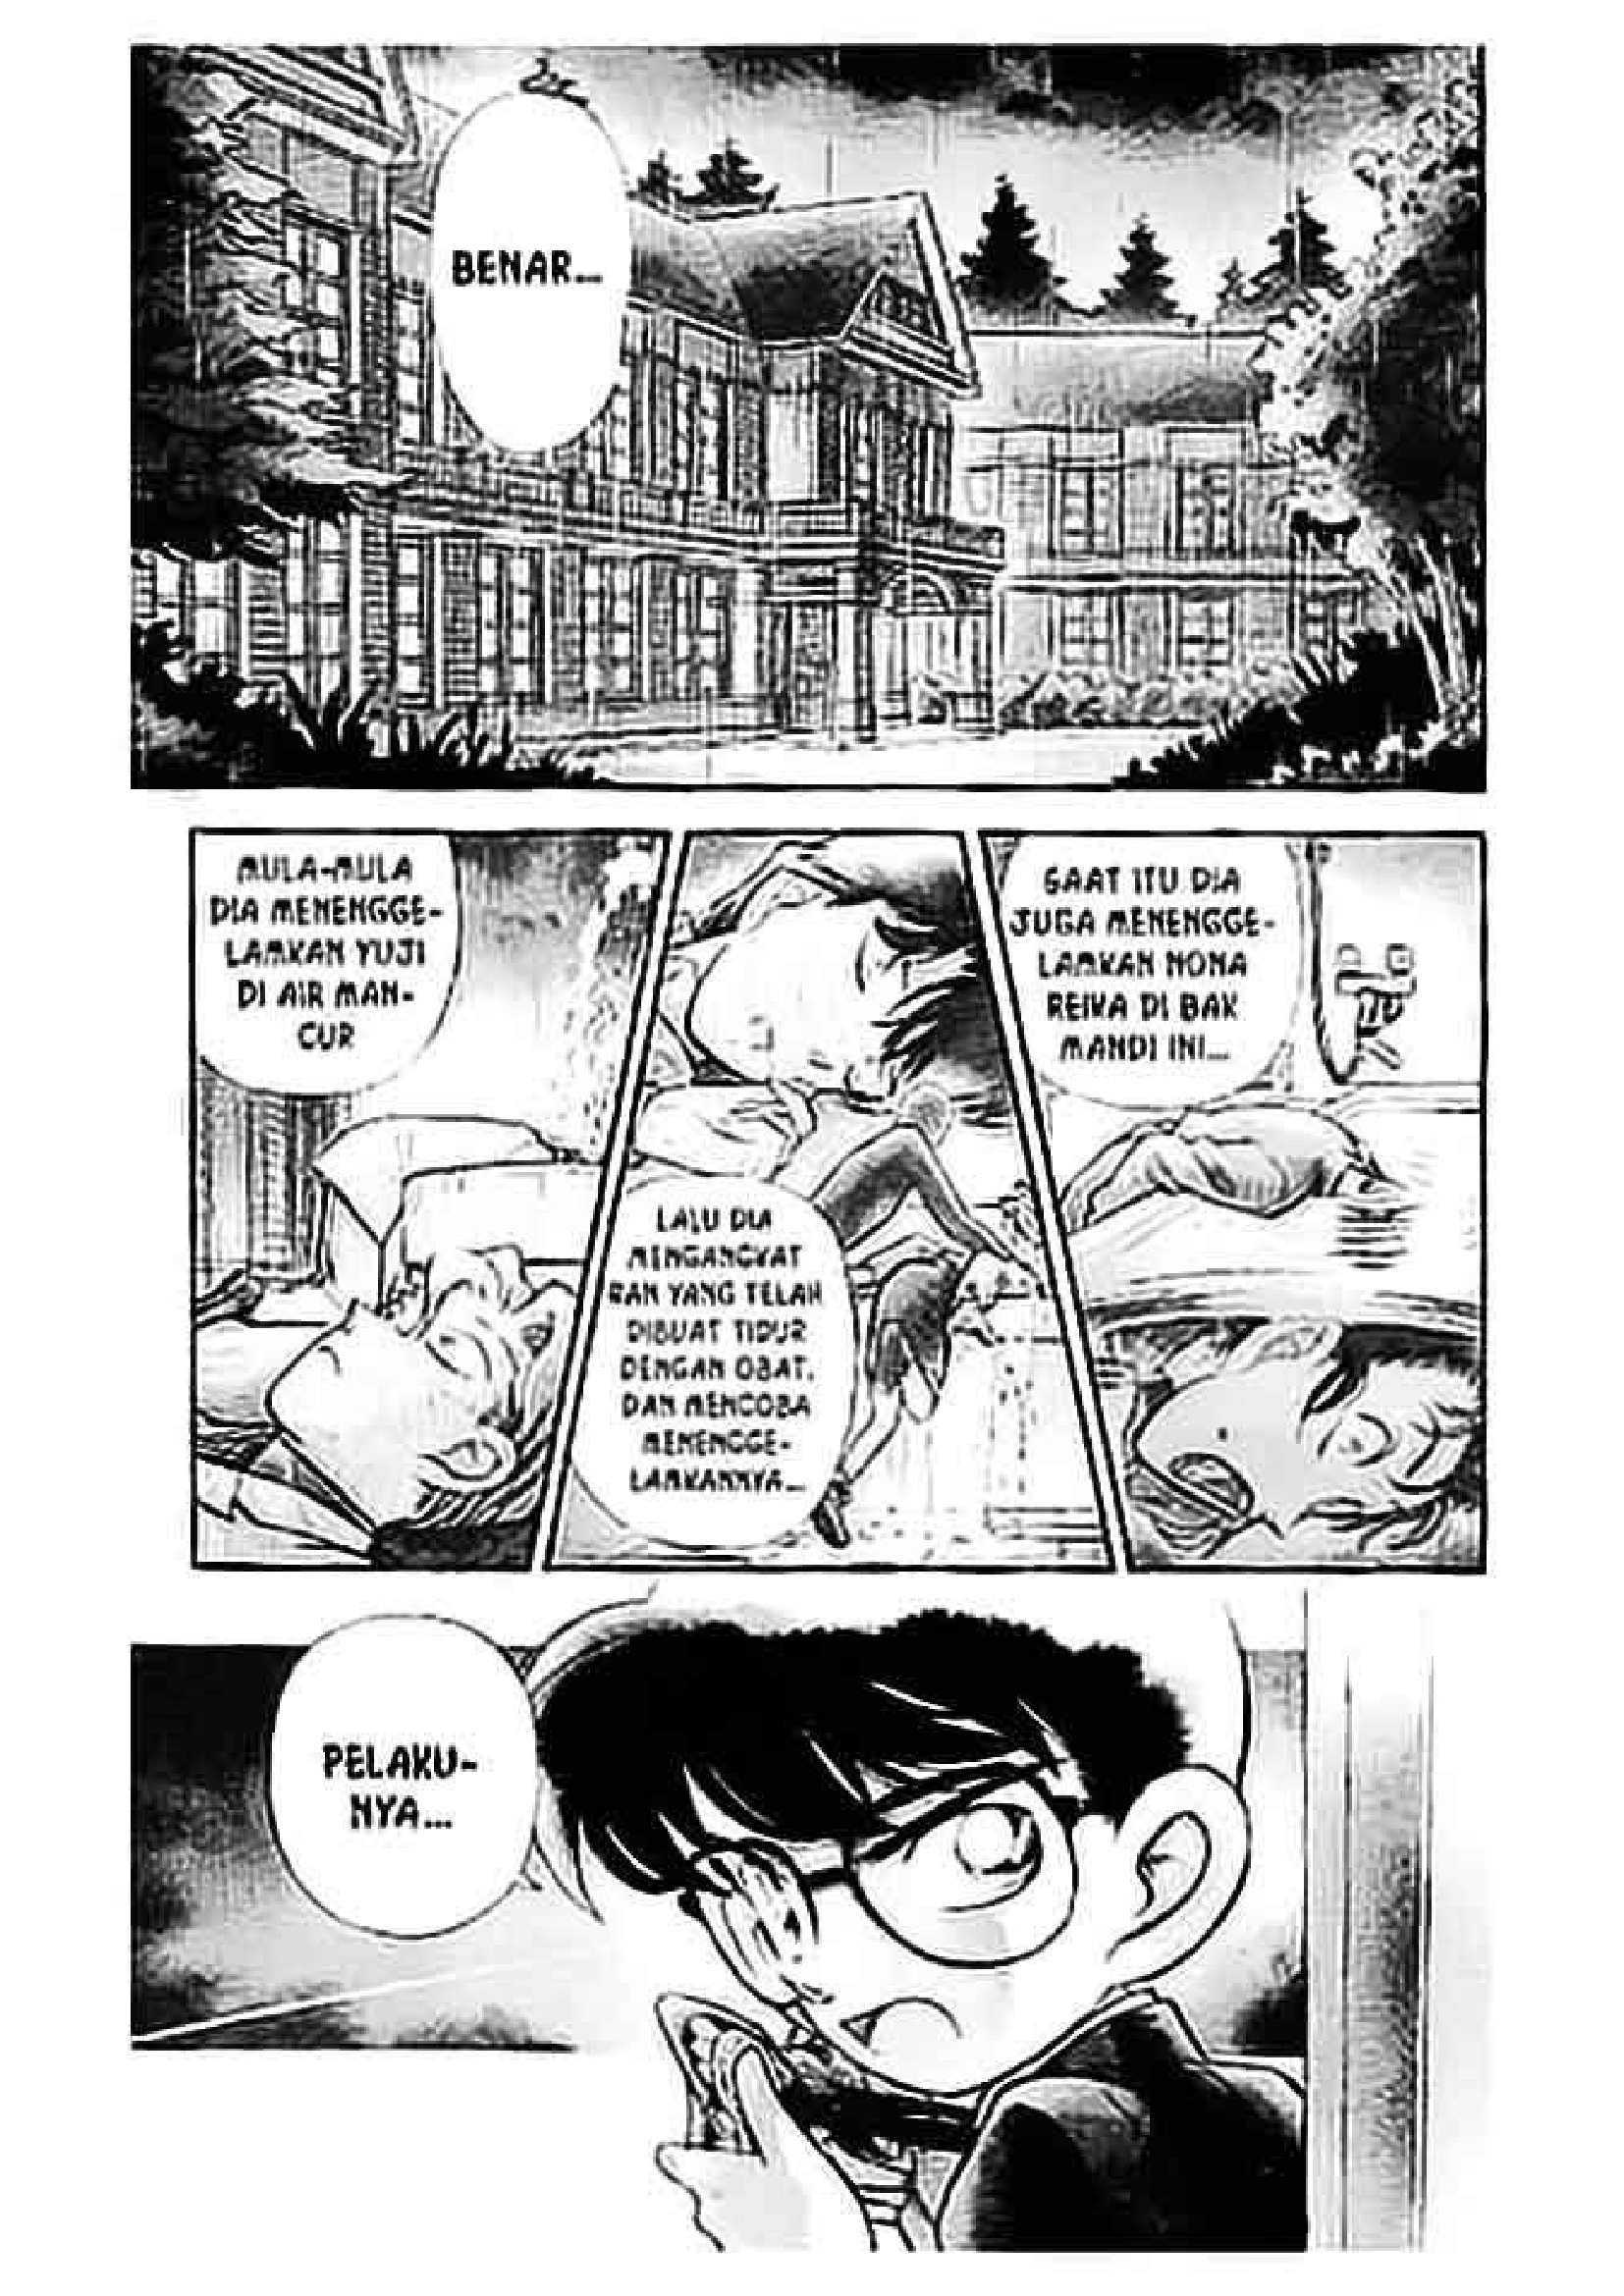 BENAR...
MULA-MULA
DIA MENENGGE-
LAMKAN YUJI
DI AIR MAN-
CUR
LALU DIA
MENGANGKAT
RAN YANG TELAH
DIBUAT TIDUR
DENGAN OBAT,
DAN MENCOBA
MENENGGE-
LAMKANNYA...
SAAT ITU DIA
JUGA MENENGGE-
LAMKAN NONA
REIKA DI BAK
MANDI INI...
PELAKU-
NYA...